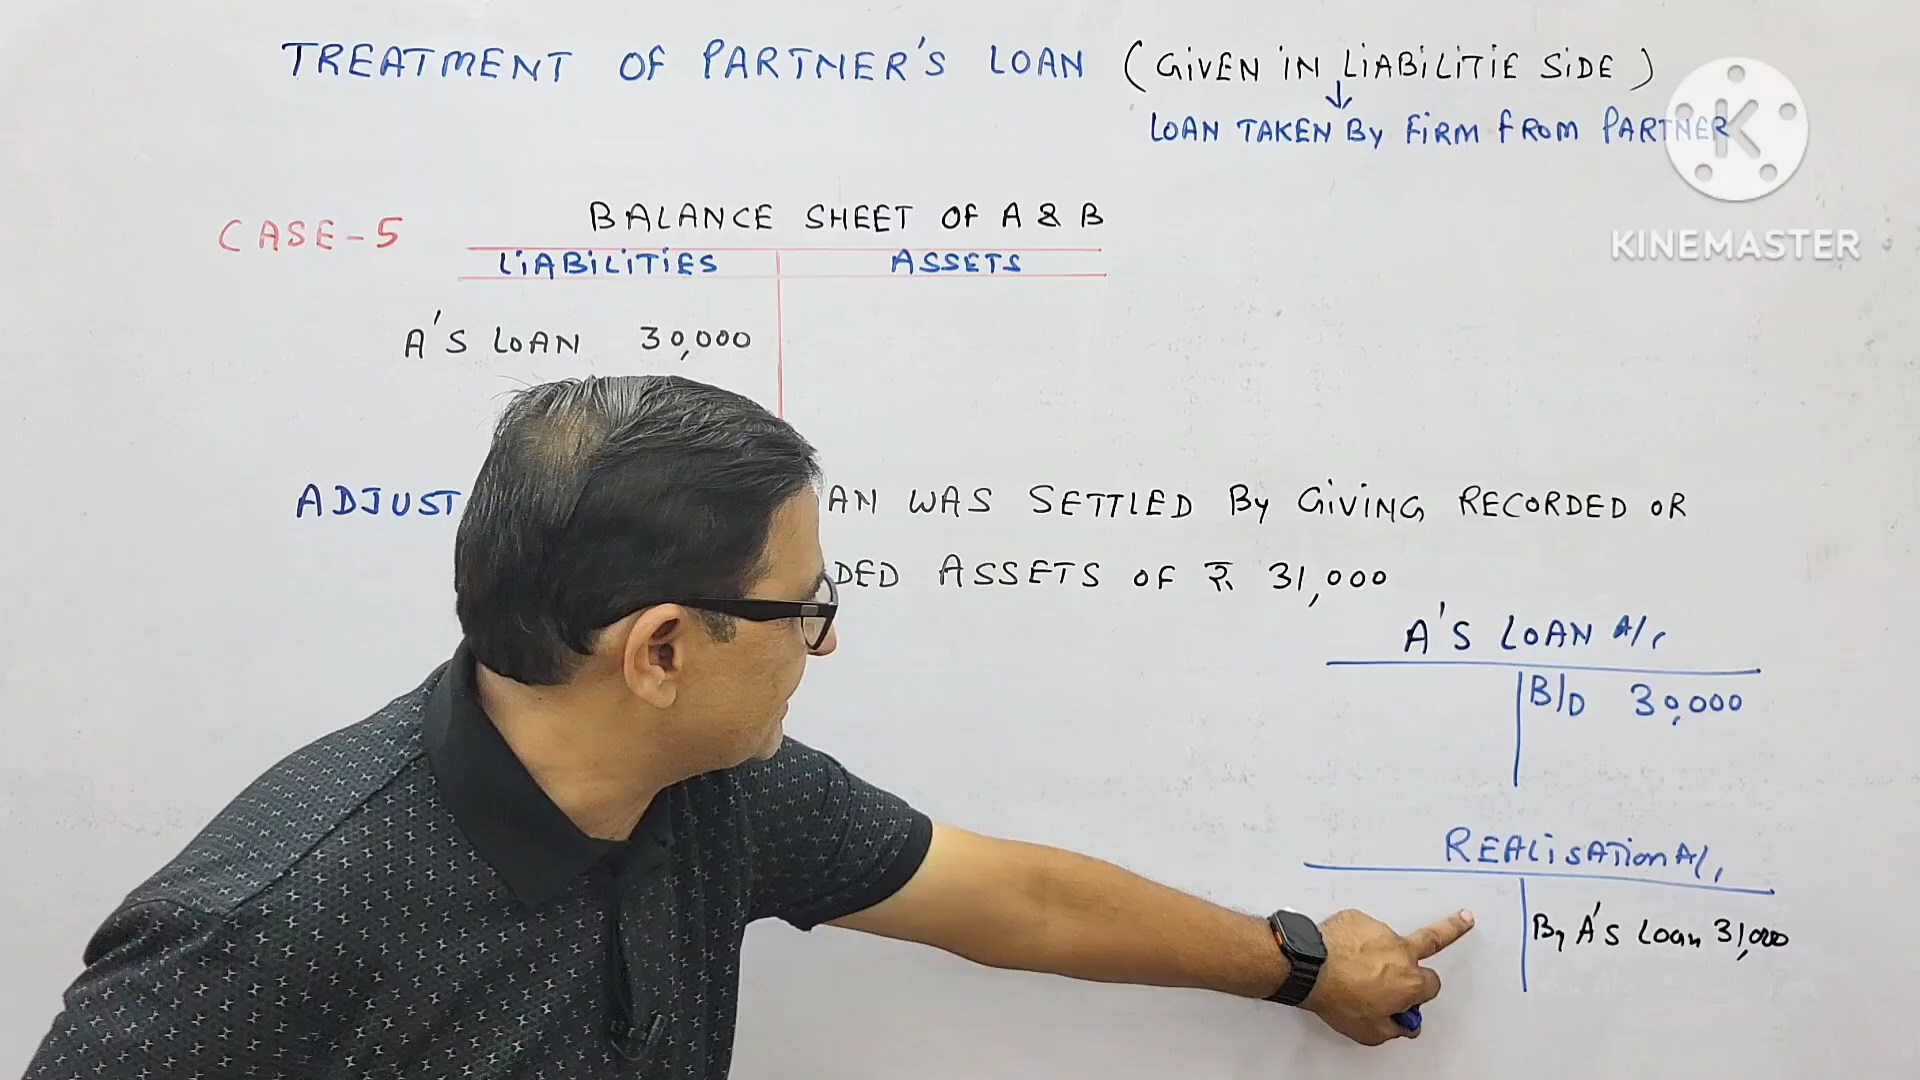 TREATMENT OF PARTNER'S LOAN (GIVEN IN LIABILITIE SIDE)
LOAN TAKEN BY FIRM FROM PARTNER
KINEMASTER
CASE-5
BALANCE SHEET OF A & B
LIABILITIES ASSETS
A'S LOAN 30,000
ADJUST AN WAS SETTLED BY GIVING RECORDED OR
DED ASSETS OF ₹ 31,000
A'S LOAN A/C
B/D 30,000
REALISATION A/C
By A's Loan 31,000